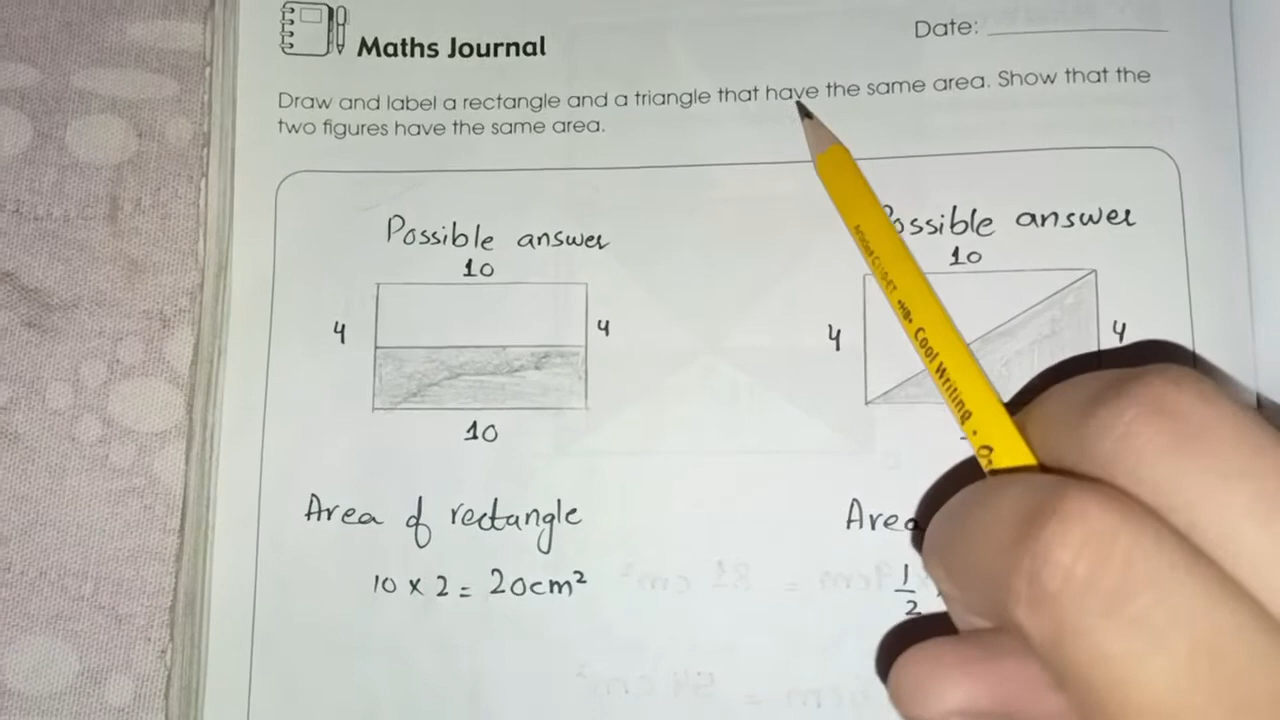 Maths Journal
Date:
Draw and label a rectangle and a triangle that have the same area. Show that the
two figures have the same area.
Possible answer
10
4
4
10
Area of rectangle
10 × 2 = 20cm²
Possible answer
10
4
4
Area
1/2
HB Cool Writing